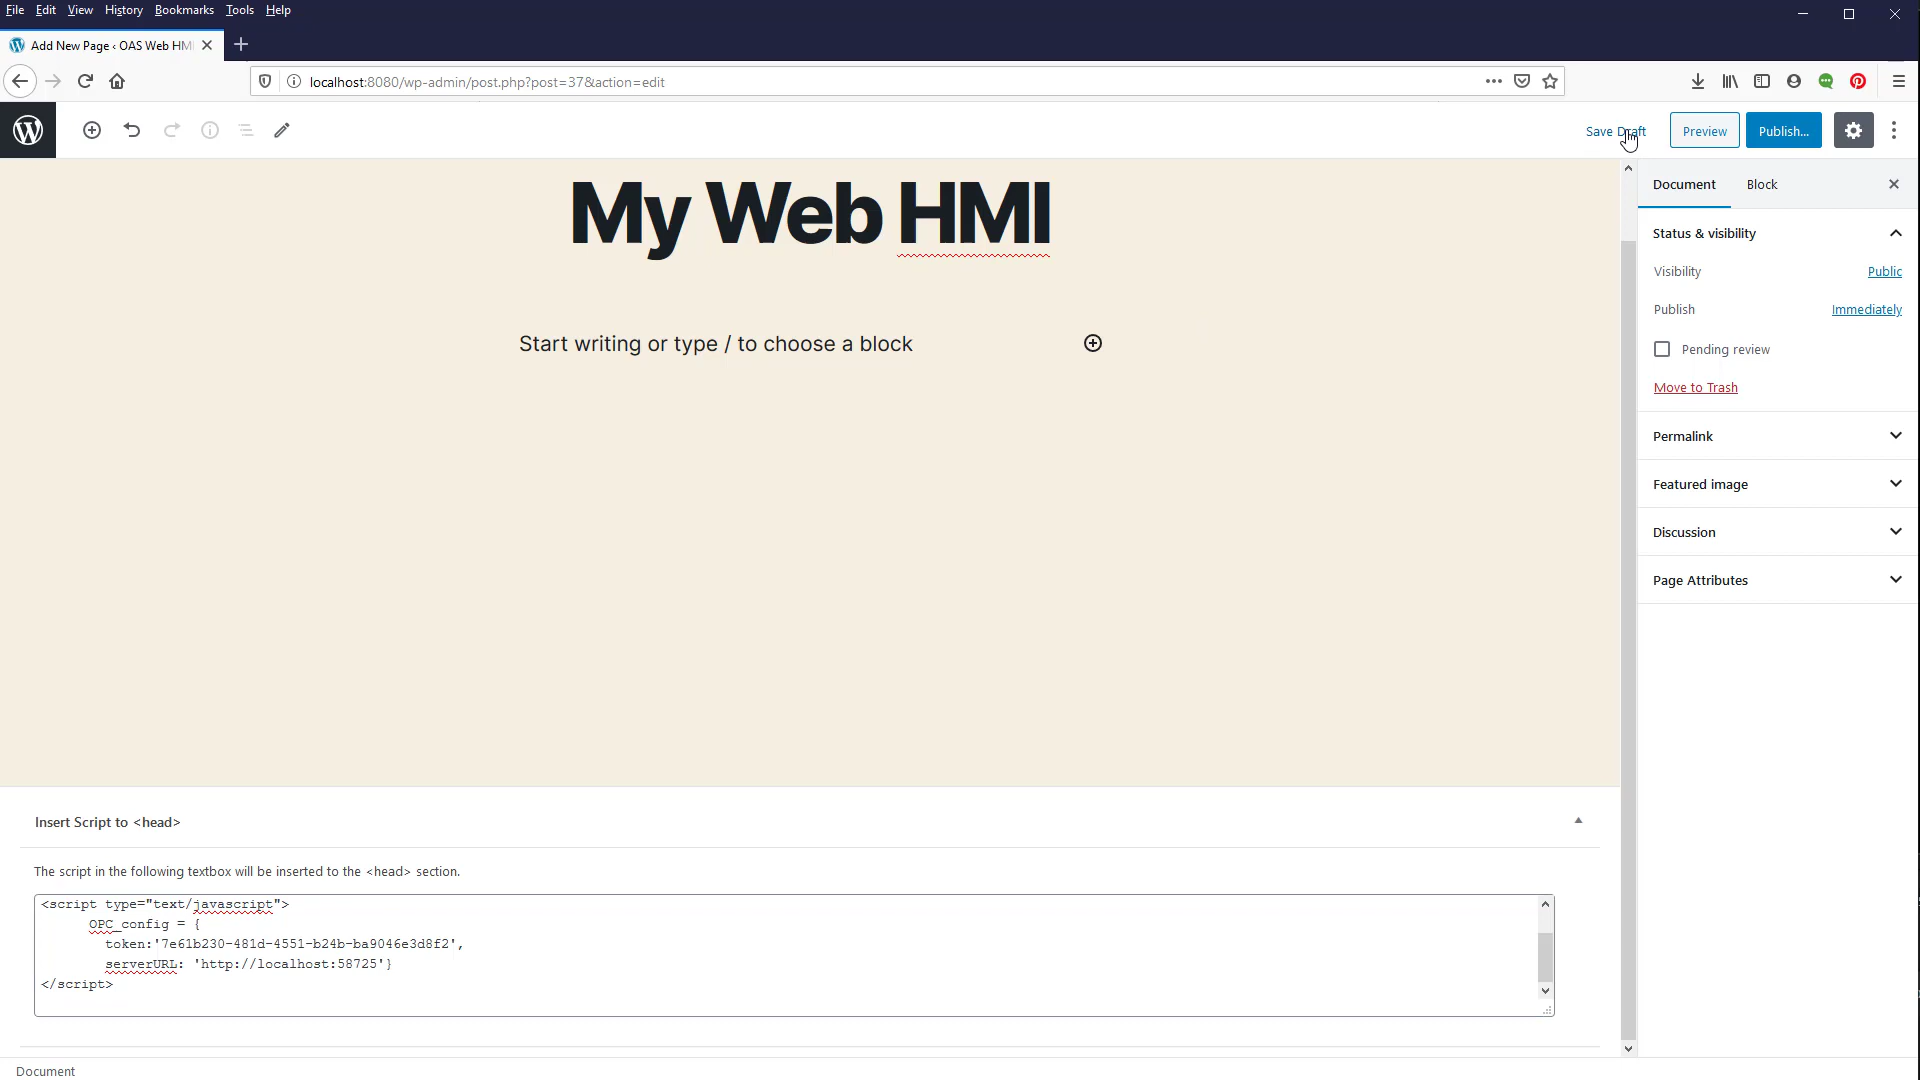 File Edit View History Bookmarks Tools Help
Add New Page ‹ OAS Web HM
localhost:8080/wp-admin/post.php?post=37&action=edit
Save Draft
Preview
Publish...
My Web HMI
Start writing or type / to choose a block
Document
Block
Status & visibility
Visibility
Public
Publish
Immediately
Pending review
Move to Trash
Permalink
Featured image
Discussion
Page Attributes
Insert Script to <head>
The script in the following textbox will be inserted to the <head> section.
<script type="text/javascript">
OPC_config = {
token:'7e61b230-481d-4551-b24b-ba9046e3d8f2',
serverURL: 'http://localhost:58725'}
</script>
Document